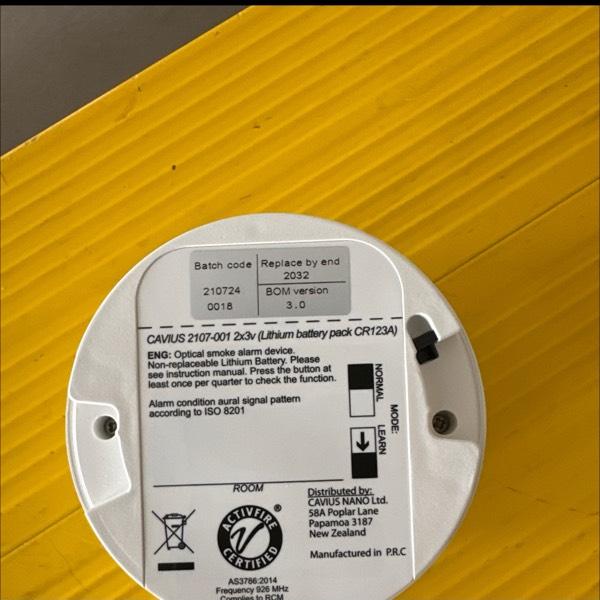 Batch code
Replace by end
2032
210724
0018
BOM version
3.0
CAVIUS 2107-001 2x3v (Lithium battery pack CR123A)
ENG: Optical smoke alarm device.
Non-replaceable Lithium Battery. Please
see instruction manual. Press the button at
least once per quarter to check the function.
Alarm condition aural signal pattern
according to ISO 8201
NORMAL
MODE:
LEARN
ROOM
ACTIVFIRE
®
CERTIFIED
Distributed by:
CAVIUS NANO Ltd.
58A Poplar Lane
Papamoa 3187
New Zealand
Manufactured in P.R.C
AS3786:2014
Frequency 926 MHz
Complies to RCM